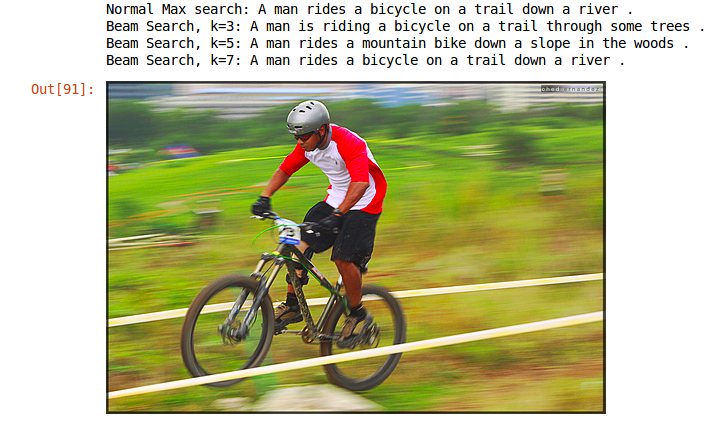 Normal Max search: A man rides a bicycle on a trail down a river .
Beam Search, k=3: A man is riding a bicycle on a trail through some trees .
Beam Search, k=5: A man rides a mountain bike down a slope in the woods .
Beam Search, k=7: A man rides a bicycle on a trail down a river .
Out[91]: